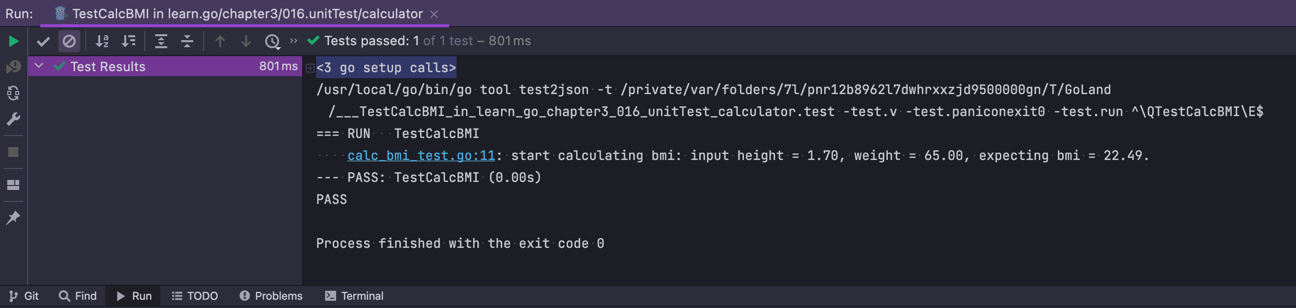 Run: TestCalcBMI in learn.go/chapter3/016.unitTest/calculator
Tests passed: 1 of 1 test – 801 ms
Test Results 801 ms
<3 go setup calls>
/usr/local/go/bin/go tool test2json -t /private/var/folders/7l/pnr12b8962l7dwhrxxzjd9500000gn/T/GoLand
/___TestCalcBMI_in_learn_go_chapter3_016_unitTest_calculator.test -test.v -test.paniconexit0 -test.run ^\QTestCalcBMI\E$
=== RUN   TestCalcBMI
    calc_bmi_test.go:11: start calculating bmi: input height = 1.70, weight = 65.00, expecting bmi = 22.49.
--- PASS: TestCalcBMI (0.00s)
PASS
Process finished with the exit code 0
Git Find Run TODO Problems Terminal